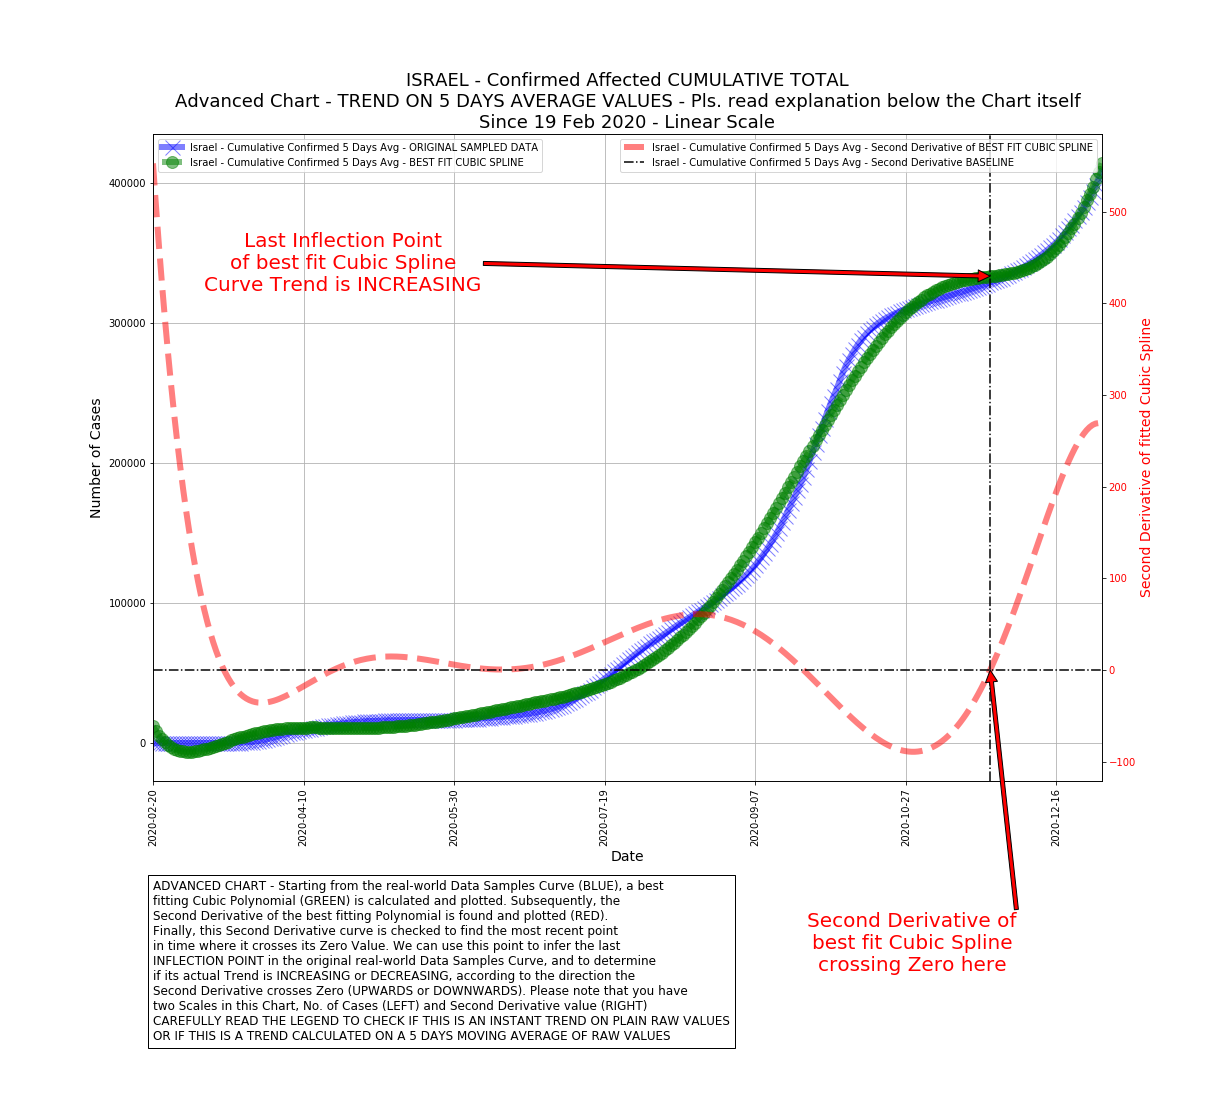 ISRAEL - Confirmed Affected CUMULATIVE TOTAL
Advanced Chart - TREND ON 5 DAYS AVERAGE VALUES - Pls. read explanation below the Chart itself
Since 19 Feb 2020 - Linear Scale
Israel - Cumulative Confirmed 5 Days Avg - ORIGINAL SAMPLED DATA
Israel - Cumulative Confirmed 5 Days Avg - BEST FIT CUBIC SPLINE
Israel - Cumulative Confirmed 5 Days Avg - Second Derivative of BEST FIT CUBIC SPLINE
Israel - Cumulative Confirmed 5 Days Avg - Second Derivative BASELINE
Last Inflection Point
of best fit Cubic Spline
Curve Trend is INCREASING
Number of Cases
400000
300000
200000
100000
0
Second Derivative of fitted Cubic Spline
500
400
300
200
100
0
−100
2020-02-20
2020-04-10
2020-05-30
2020-07-19
2020-09-07
2020-10-27
2020-12-16
Date
Second Derivative of
best fit Cubic Spline
crossing Zero here
ADVANCED CHART - Starting from the real-world Data Samples Curve (BLUE), a best
fitting Cubic Polynomial (GREEN) is calculated and plotted. Subsequently, the
Second Derivative of the best fitting Polynomial is found and plotted (RED).
Finally, this Second Derivative curve is checked to find the most recent point
in time where it crosses its Zero Value. We can use this point to infer the last
INFLECTION POINT in the original real-world Data Samples Curve, and to determine
if its actual Trend is INCREASING or DECREASING, according to the direction the
Second Derivative crosses Zero (UPWARDS or DOWNWARDS). Please note that you have
two Scales in this Chart, No. of Cases (LEFT) and Second Derivative value (RIGHT)
CAREFULLY READ THE LEGEND TO CHECK IF THIS IS AN INSTANT TREND ON PLAIN RAW VALUES
OR IF THIS IS A TREND CALCULATED ON A 5 DAYS MOVING AVERAGE OF RAW VALUES